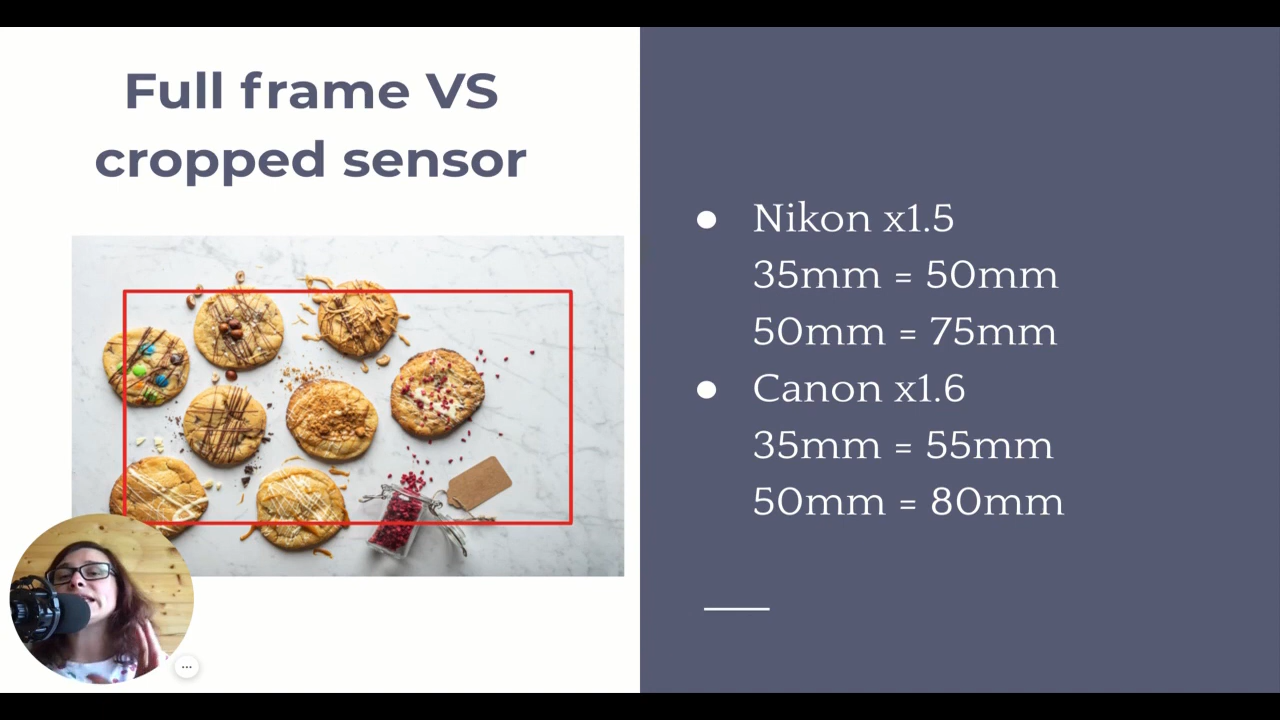 Full frame VS
cropped sensor
Nikon x1.5
35mm = 50mm
50mm = 75mm
Canon x1.6
35mm = 55mm
50mm = 80mm